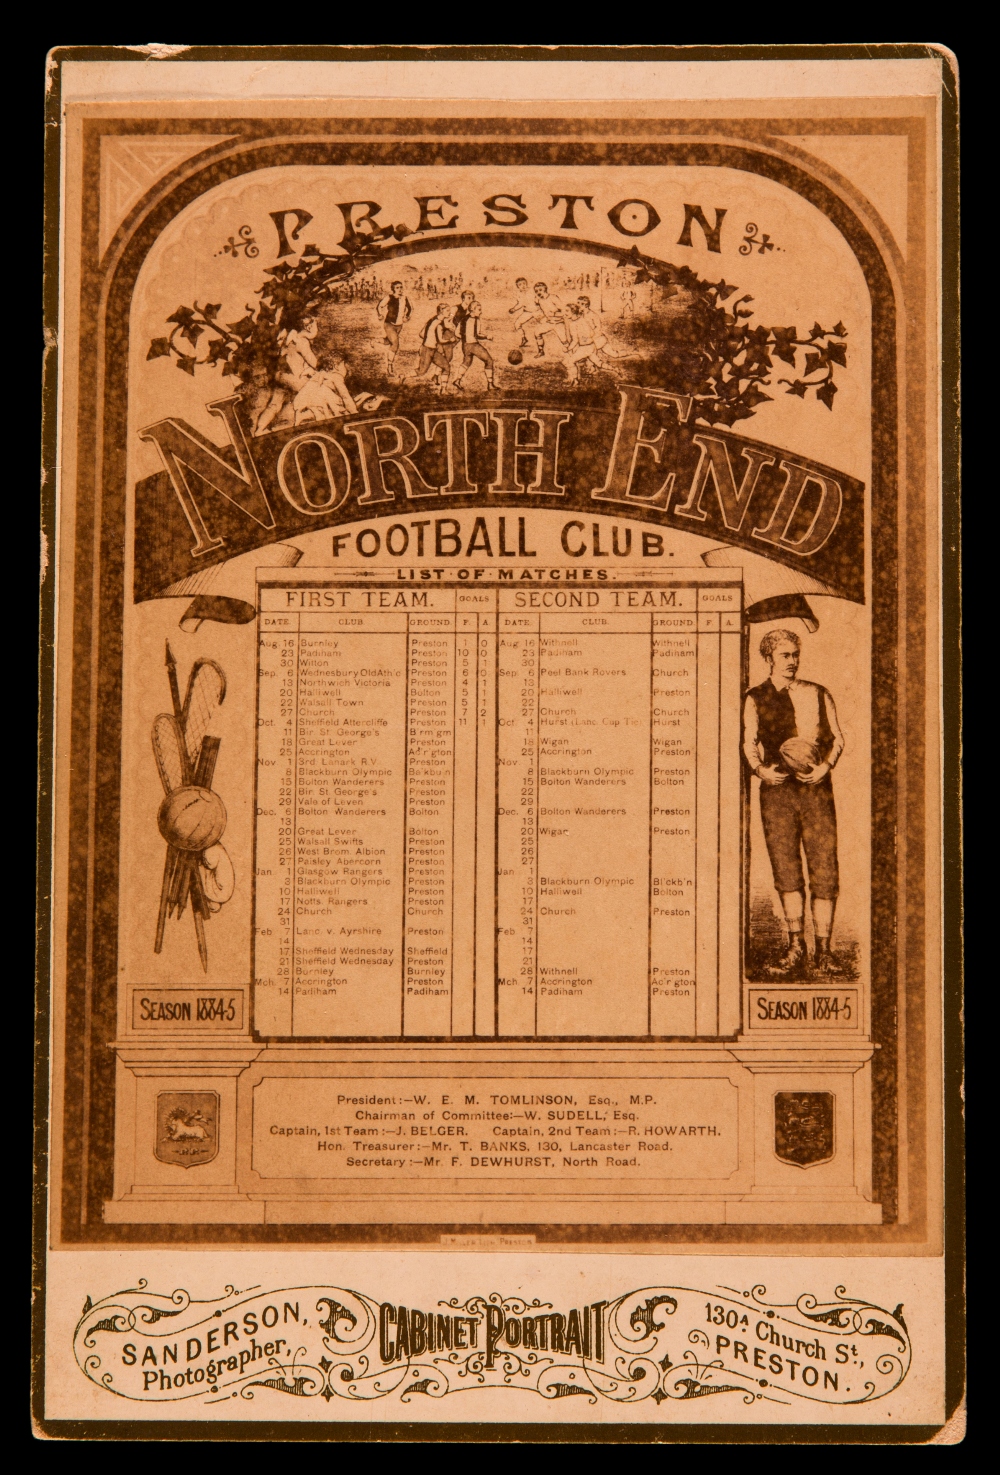 PRESTON
NORTH END
FOOTBALL CLUB.
LIST OF MATCHES.
FIRST TEAM. GOALS SECOND TEAM. GOALS
DATE CLUB GROUND F. A. DATE CLUB. GROUND F. A.
Aug. 16 Burnley Preston 1 0 Aug. 16 Withnell Withnell
23 Padiham Preston 10 0 23 Padiham Padiham
30 Witton Preston 5 1 30
Sep. 6 Wednesbury Old Athc Preston 6 0 Sep. 6 Peel Bank Rovers Church
13 Northwich Victoria Preston 4 1 13
20 Halliwell Bolton 5 1 20 Halliwell Preston
22 Walsall Town Preston 5 1 22
27 Church Preston 7 2 27 Church Church
Oct. 4 Sheffield Attercliffe Preston 11 1 Oct. 4 Hurst (Lanc. Cup Tie) Hurst
11 Bir. St. George's B'rm'gm 11
18 Great Lever Preston 18 Wigan Wigan
25 Accrington Ac'r'gton 25 Accrington Preston
Nov. 1 3rd. Lanark R.V. Preston Nov. 1
8 Blackburn Olympic 8 Blackburn Olympic Preston
15 Bolton Wanderers Preston 15 Bolton Wanderers Bolton
22 Bir. St. George's Preston 22
29 Vale of Leven Preston 29
Dec. 6 Bolton Wanderers Bolton Dec. 6 Bolton Wanderers Preston
13 13
20 Great Lever Bolton 20 Wigan Preston
25 Walsall Swifts Preston 25
26 West Brom. Albion Preston 26
27 Paisley Abercorn Preston 27
Jan. 1 Glasgow Rangers Preston Jan. 1
3 Blackburn Olympic Preston 3 Blackburn Olympic Bl'ckb'n
10 Halliwell Preston 10 Halliwell Bolton
17 Notts. Rangers Preston 17
24 Church Church 24 Church Preston
31 31
Feb. 7 Lanc. v. Ayrshire Preston Feb. 7
14 14
17 Sheffield Wednesday Sheffield 17
21 Sheffield Wednesday Preston 21
28 Burnley Burnley 28 Withnell Preston
Mch. 7 Accrington Preston Mch. 7 Accrington Ac'r'gton
14 Padiham Padiham 14 Padiham Preston
SEASON 1884-5 SEASON 1884-5
President:—W. E. M. TOMLINSON, Esq., M.P.
Chairman of Committee:—W. SUDELL, Esq.
Captain, 1st Team:—J. BELGER. Captain, 2nd Team:—R. HOWARTH.
Hon. Treasurer:—Mr. T. BANKS, 130, Lancaster Road.
Secretary:—Mr. F. DEWHURST, North Road.
SANDERSON,
Photographer,
CABINET PORTRAIT
130A Church St.,
PRESTON.